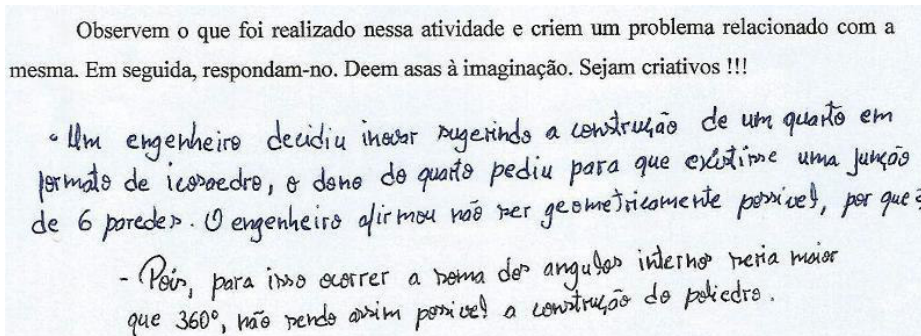 Observem o que foi realizado nessa atividade e criem um problema relacionado com a
mesma. Em seguida, respondam-no. Deem asas à imaginação. Sejam criativos !!!
• Um engenheiro decidiu inovar sugerindo a construção de um quarto em
formato de icosaedro, o dono do quarto pediu para que existisse uma junção
de 6 paredes. O engenheiro afirmou não ser geometricamente possivel, por que?
- Pois, para isso ocorrer a soma dos angulos internos seria maior
que 360°, não sendo assim possivel a construção do poliedro.